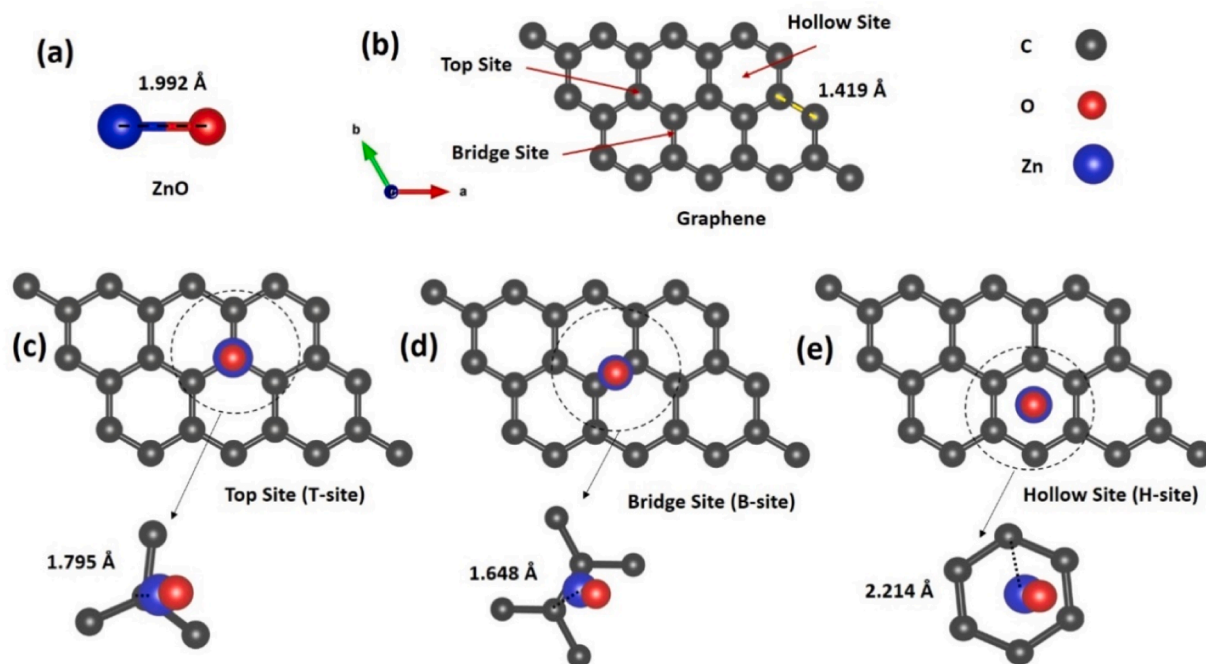 (a)
1.992 Å
ZnO
(b)
Hollow Site
Top Site
1.419 Å
Bridge Site
b
a
Graphene
C
O
Zn
(c)
Top Site (T-site)
1.795 Å
(d)
Bridge Site (B-site)
1.648 Å
(e)
Hollow Site (H-site)
2.214 Å